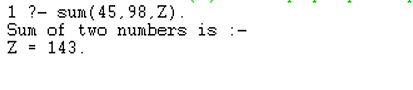 1 ?- sum(45,98,Z).
Sum of two numbers is :-
Z = 143.